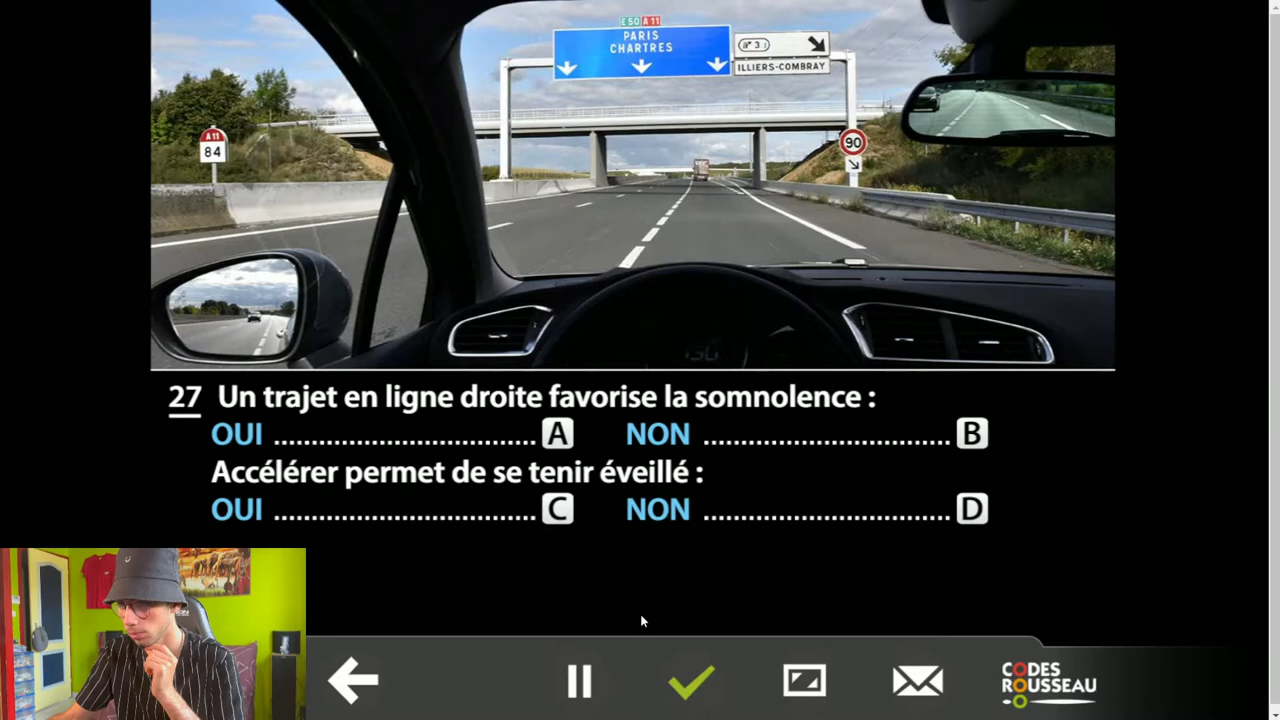 E 50 A 11
PARIS
CHARTRES
3
ILLIERS-COMBRAY
A11
84
90
27 Un trajet en ligne droite favorise la somnolence :
OUI .................................. A NON ................................ B
Accélérer permet de se tenir éveillé :
OUI .................................. C NON ................................ D
CODES
ROUSSEAU